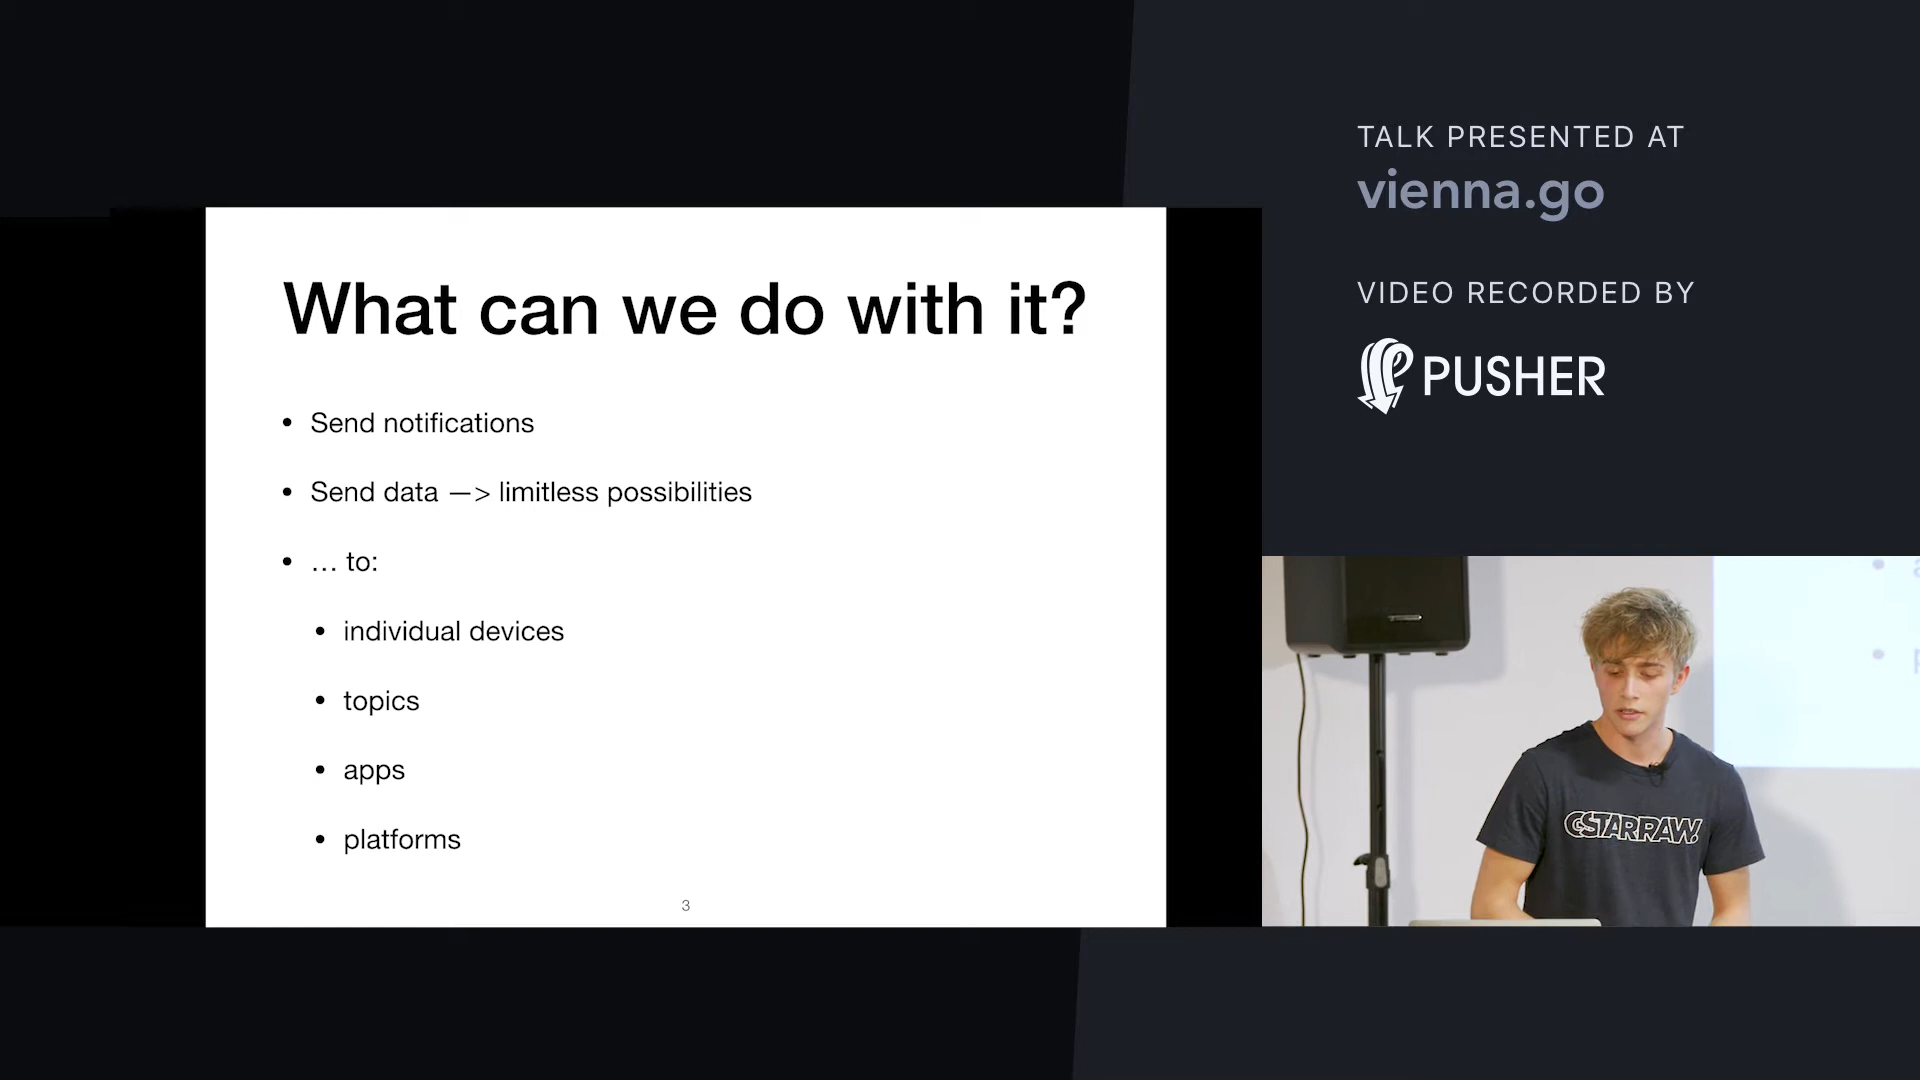 TALK PRESENTED AT
vienna.go
VIDEO RECORDED BY
PUSHER
What can we do with it?
• Send notifications
• Send data —> limitless possibilities
• … to:
• individual devices
• topics
• apps
• platforms
3
GSTARRAW.